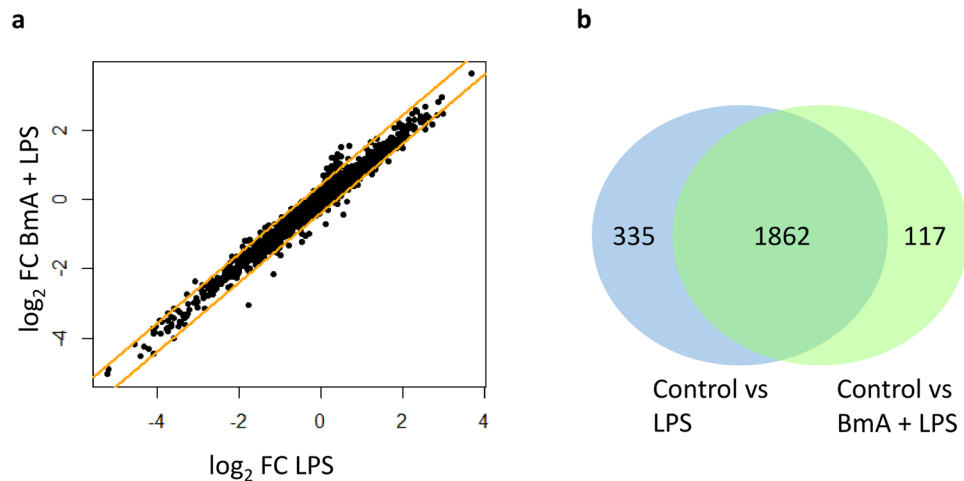 a
b
log₂ FC BmA + LPS
2
0
-2
-4
-4
-2
0
2
4
log₂ FC LPS
335
1862
117
Control vs
LPS
Control vs
BmA + LPS